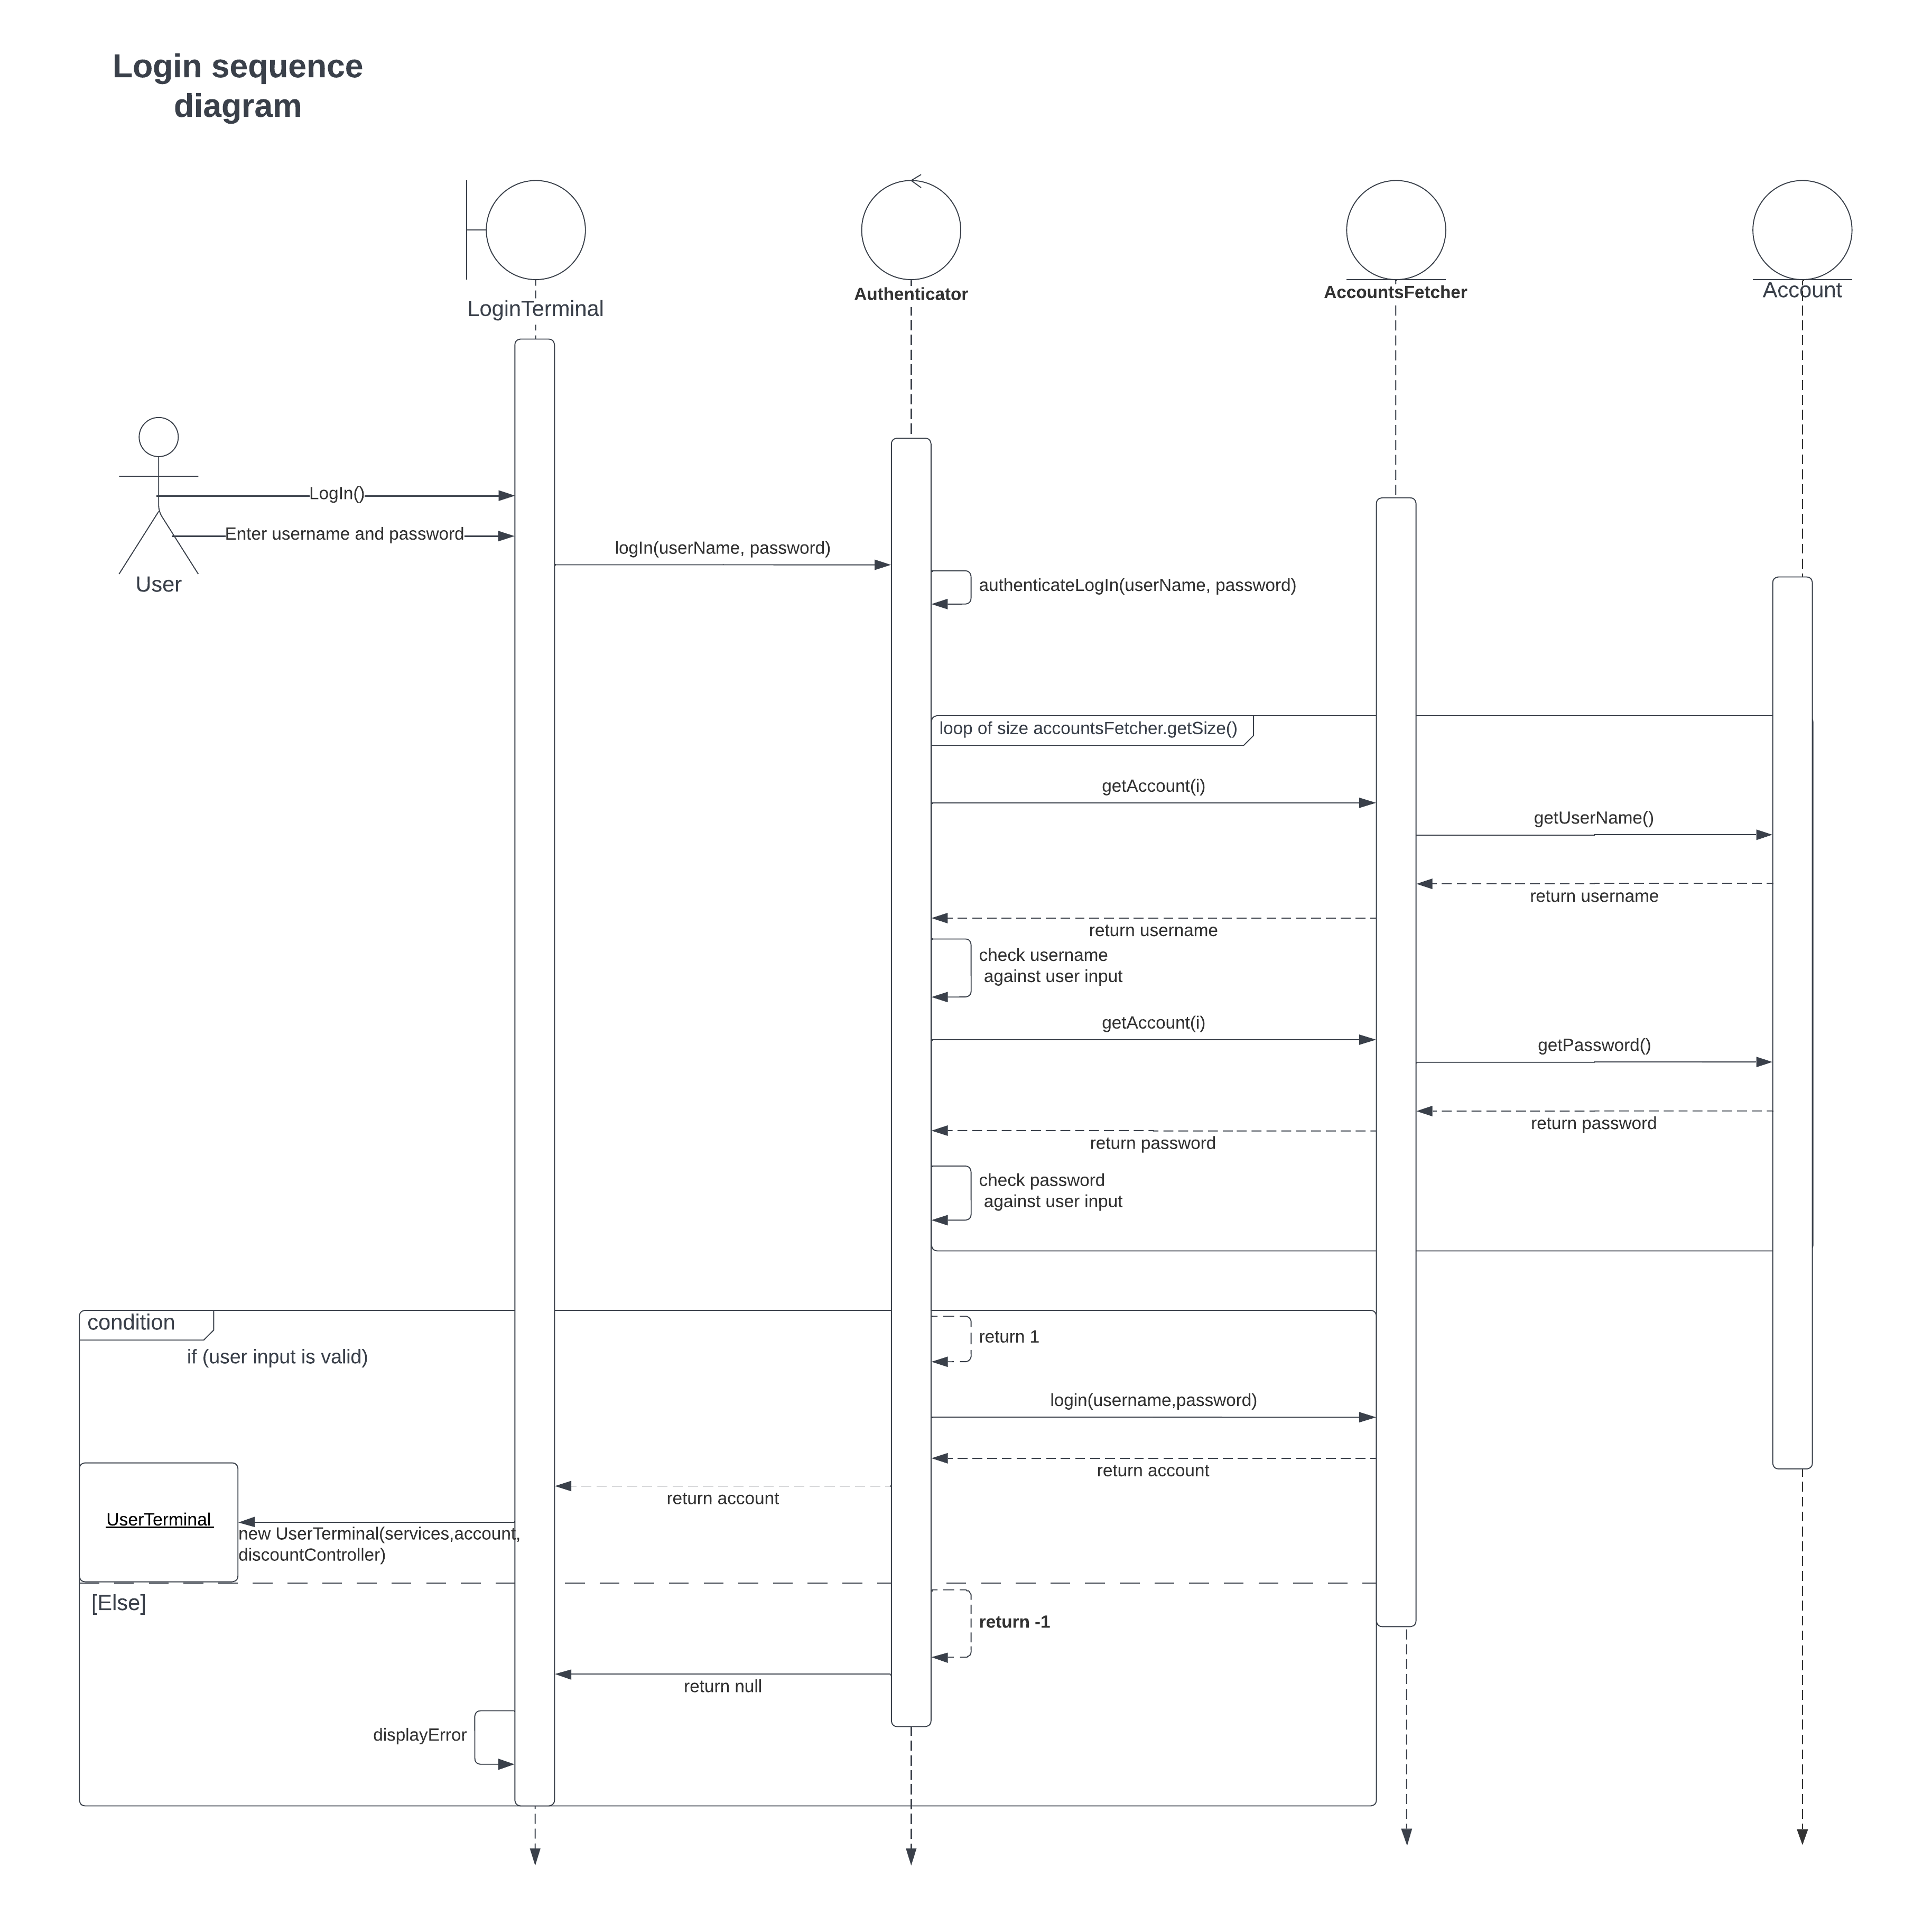 Login sequence
diagram
LoginTerminal
Authenticator
AccountsFetcher
Account
LogIn()
Enter username and password
User
logIn(userName, password)
authenticateLogIn(userName, password)
loop of size accountsFetcher.getSize()
getAccount(i)
getUserName()
return username
return username
check username
against user input
getAccount(i)
getPassword()
return password
return password
check password
against user input
condition
if (user input is valid)
return 1
login(username,password)
return account
return account
UserTerminal
new UserTerminal(services,account,
discountController)
[Else]
return -1
return null
displayError